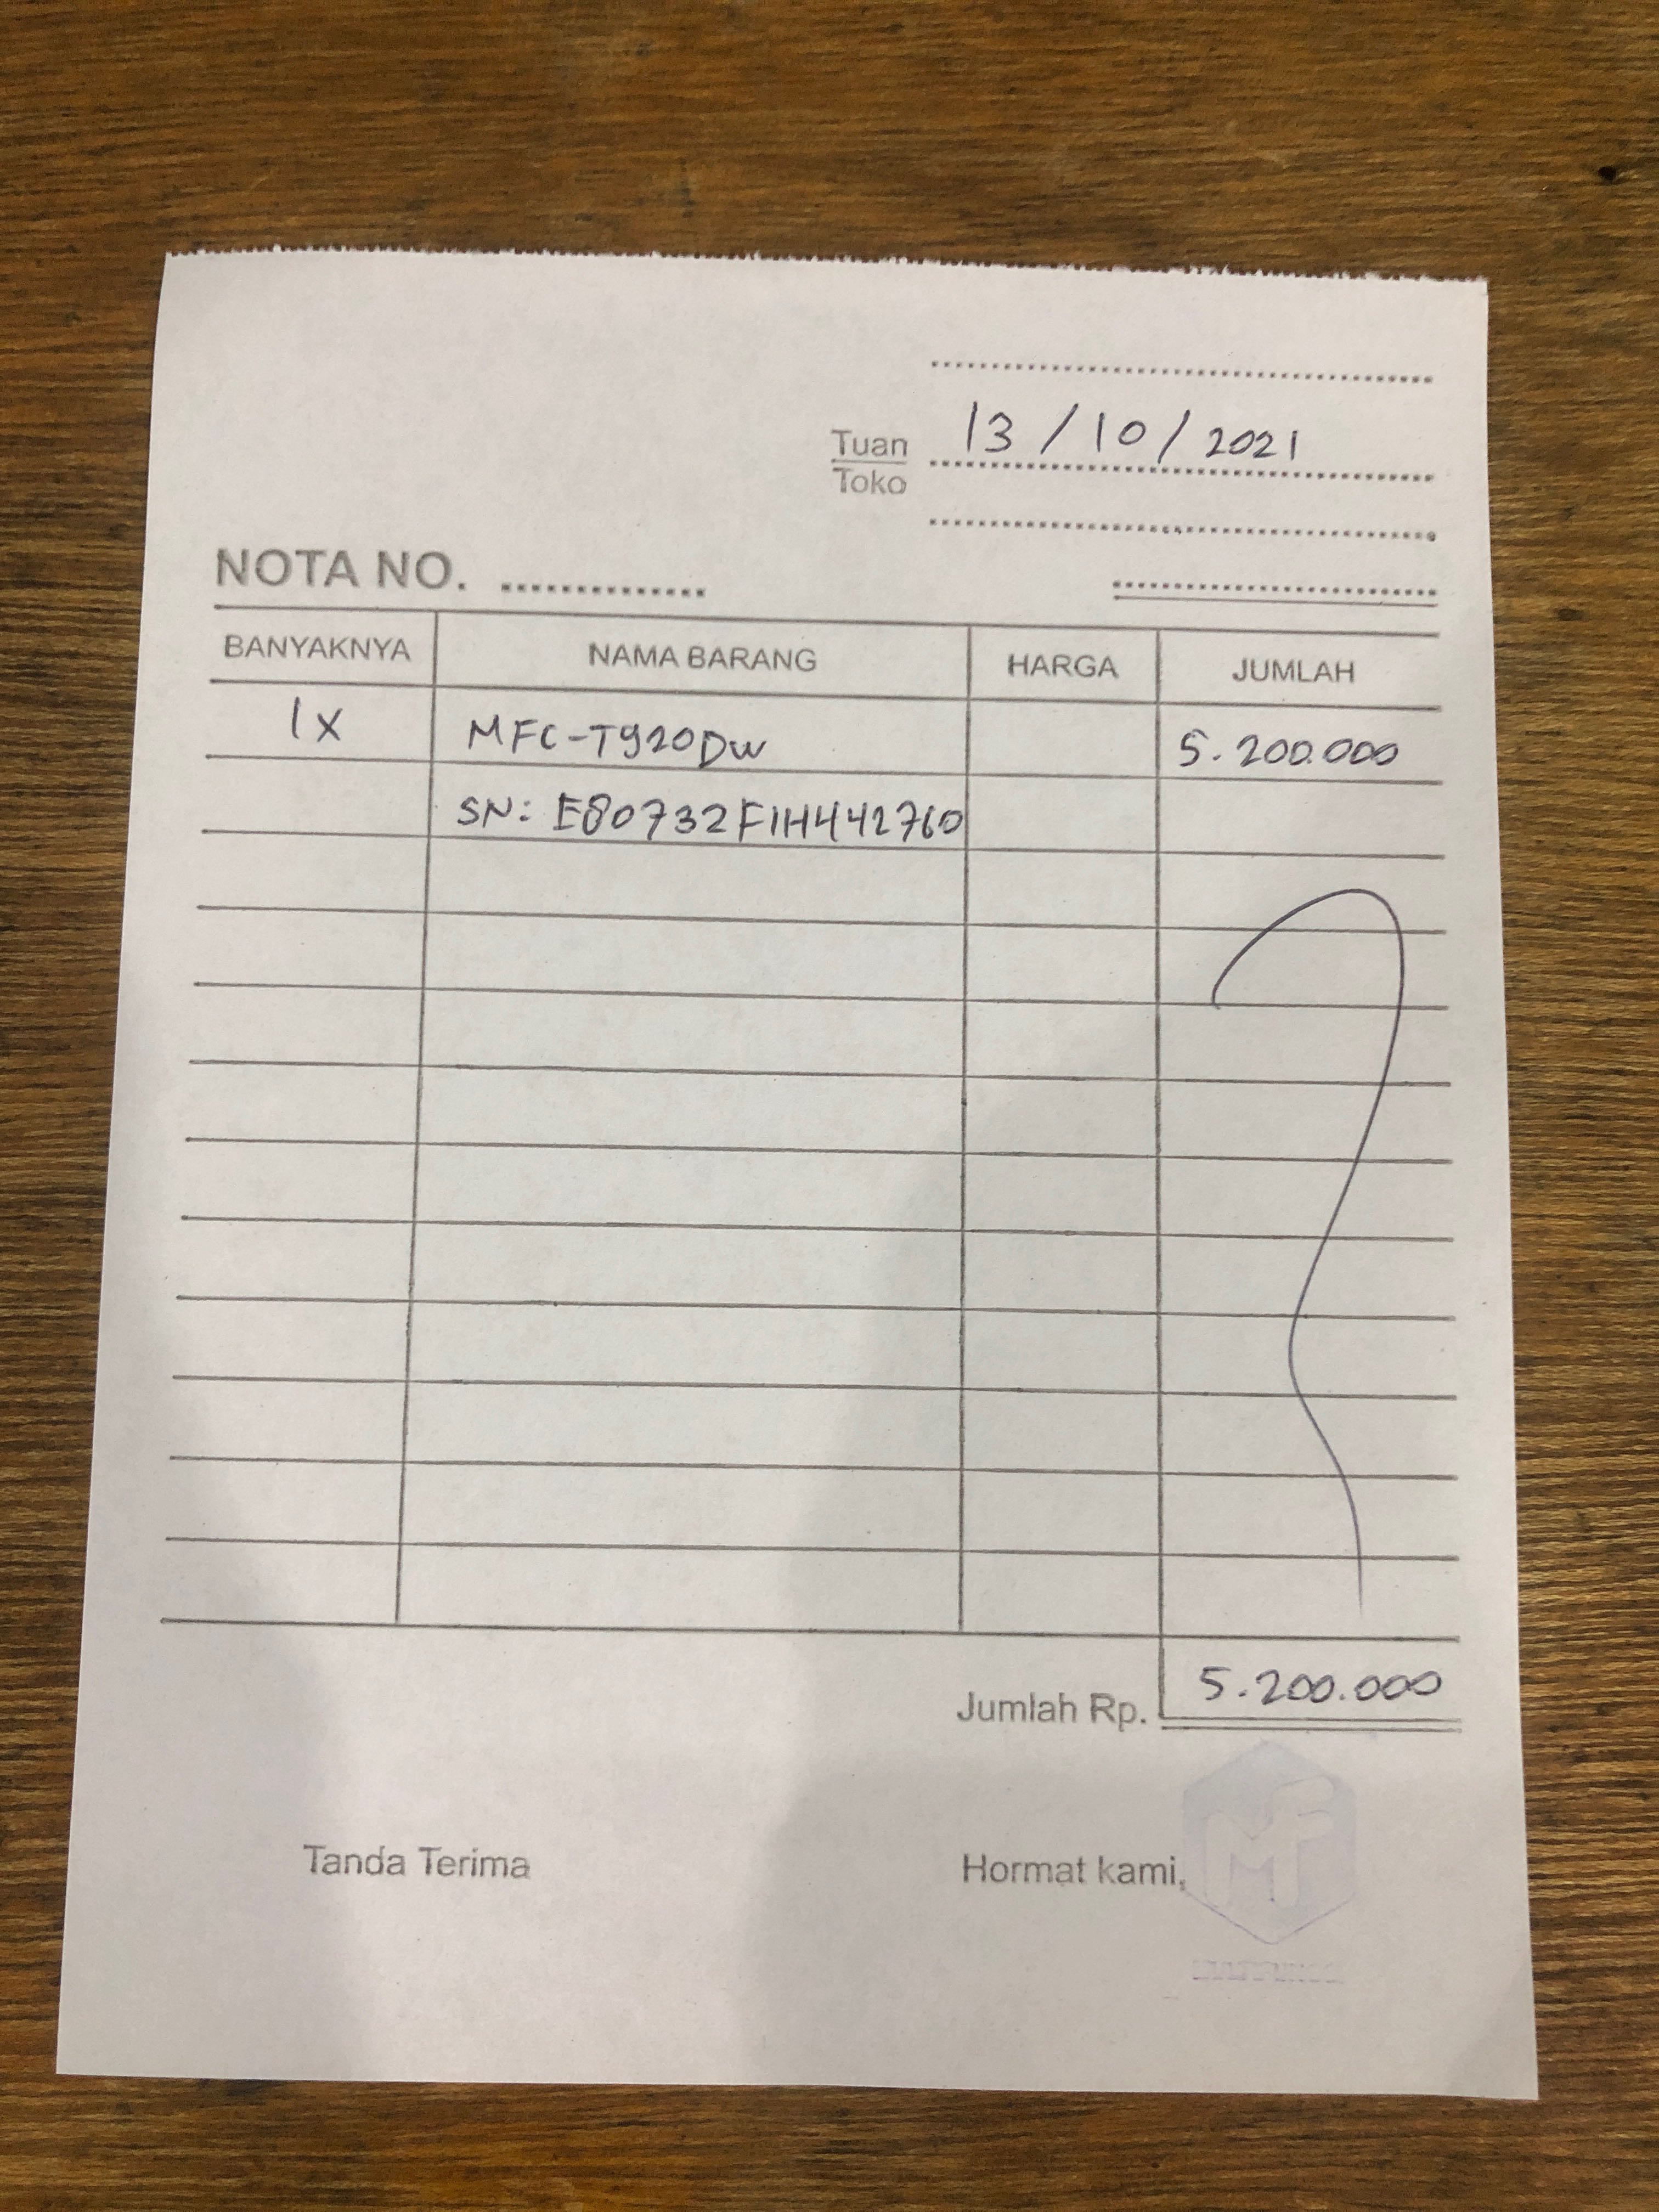 13/10/2021
Tuan
Toko
NOTA NO. ..............
BANYAKNYA NAMA BARANG HARGA JUMLAH
1x MFC-T920DW 5.200.000
SN: E80732F1H442760
Jumlah Rp. 5.200.000
Tanda Terima Hormat kami,
MF